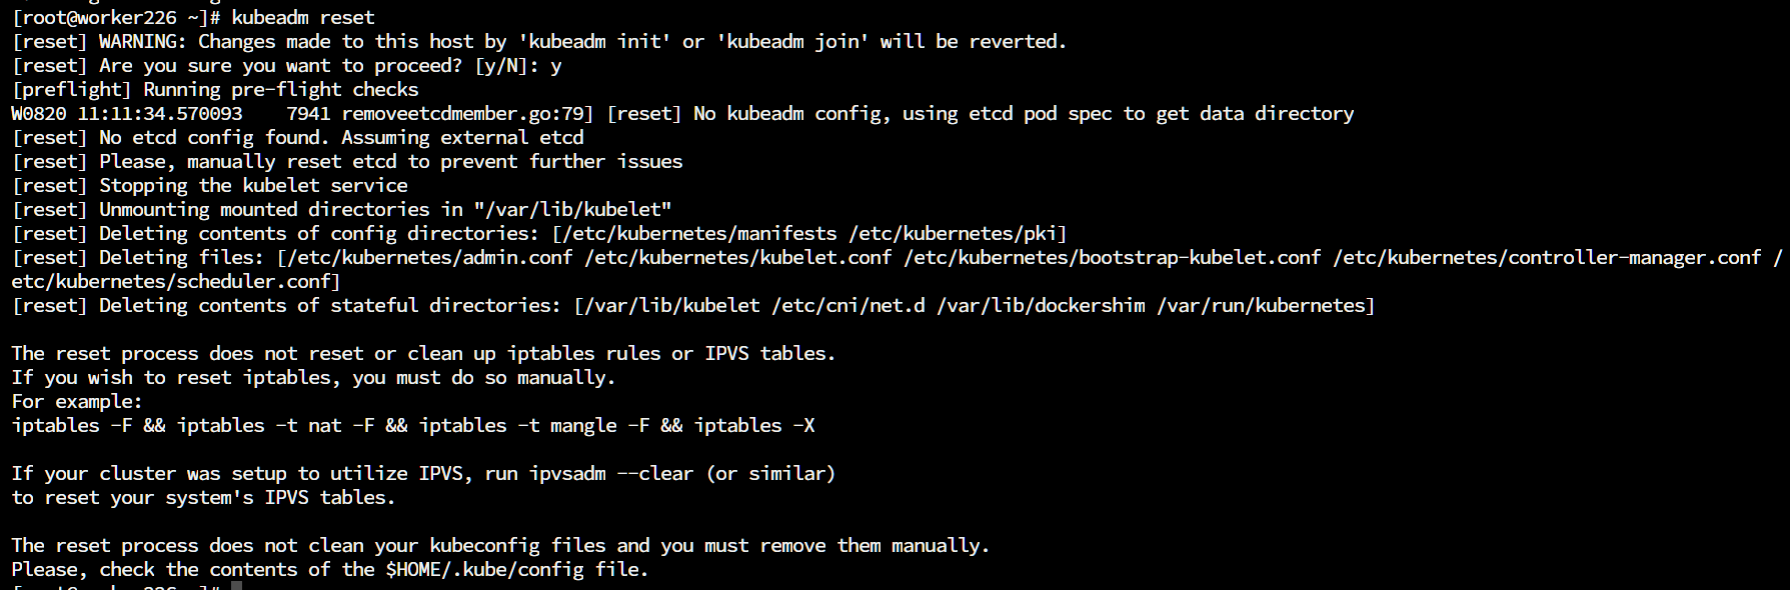 [root@worker226 ~]# kubeadm reset
[reset] WARNING: Changes made to this host by 'kubeadm init' or 'kubeadm join' will be reverted.
[reset] Are you sure you want to proceed? [y/N]: y
[preflight] Running pre-flight checks
W0820 11:11:34.570093    7941 removeetcdmember.go:79] [reset] No kubeadm config, using etcd pod spec to get data directory
[reset] No etcd config found. Assuming external etcd
[reset] Please, manually reset etcd to prevent further issues
[reset] Stopping the kubelet service
[reset] Unmounting mounted directories in "/var/lib/kubelet"
[reset] Deleting contents of config directories: [/etc/kubernetes/manifests /etc/kubernetes/pki]
[reset] Deleting files: [/etc/kubernetes/admin.conf /etc/kubernetes/kubelet.conf /etc/kubernetes/bootstrap-kubelet.conf /etc/kubernetes/controller-manager.conf /
etc/kubernetes/scheduler.conf]
[reset] Deleting contents of stateful directories: [/var/lib/kubelet /etc/cni/net.d /var/lib/dockershim /var/run/kubernetes]
The reset process does not reset or clean up iptables rules or IPVS tables.
If you wish to reset iptables, you must do so manually.
For example:
iptables -F && iptables -t nat -F && iptables -t mangle -F && iptables -X
If your cluster was setup to utilize IPVS, run ipvsadm --clear (or similar)
to reset your system's IPVS tables.
The reset process does not clean your kubeconfig files and you must remove them manually.
Please, check the contents of the $HOME/.kube/config file.
[root@worker226 ~]#